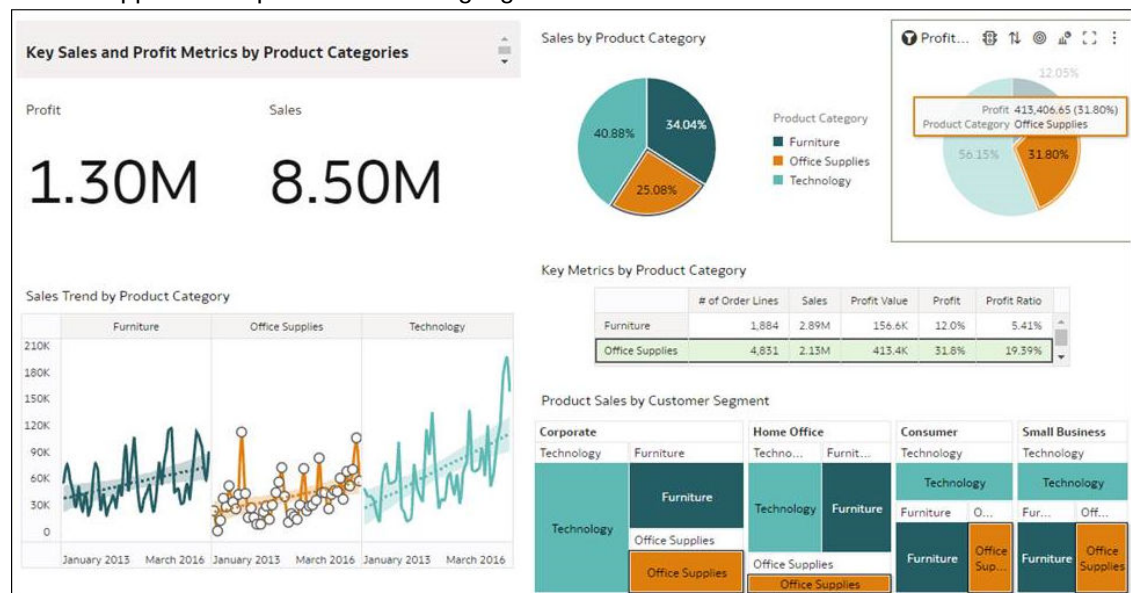 Key Sales and Profit Metrics by Product Categories
Profit
Sales
1.30M
8.50M
Sales by Product Category
40.88%
34.04%
25.08%
Product Category
Furniture
Office Supplies
Technology
Profit...
12.05%
Profit 413,406.65 (31.80%)
Product Category Office Supplies
56.15%
31.80%
Sales Trend by Product Category
Furniture Office Supplies Technology
210K
180K
150K
120K
90K
60K
30K
0
January 2013 March 2016 January 2013 March 2016 January 2013 March 2016
Key Metrics by Product Category
# of Order Lines Sales Profit Value Profit Profit Ratio
Furniture 1,884 2.89M 156.6K 12.0% 5.41%
Office Supplies 4,831 2.13M 413.4K 31.8% 19.39%
Product Sales by Customer Segment
Corporate
Technology Furniture
Technology
Furniture
Office Supplies
Office Supplies
Home Office
Techno... Furnit...
Technology Furniture
Office Supplies
Office Supplies
Consumer
Technology
Technology
Furniture O...
Furniture
Office
Sup...
Small Business
Technology
Technology
Fur... Off...
Furniture
Office
Supplies